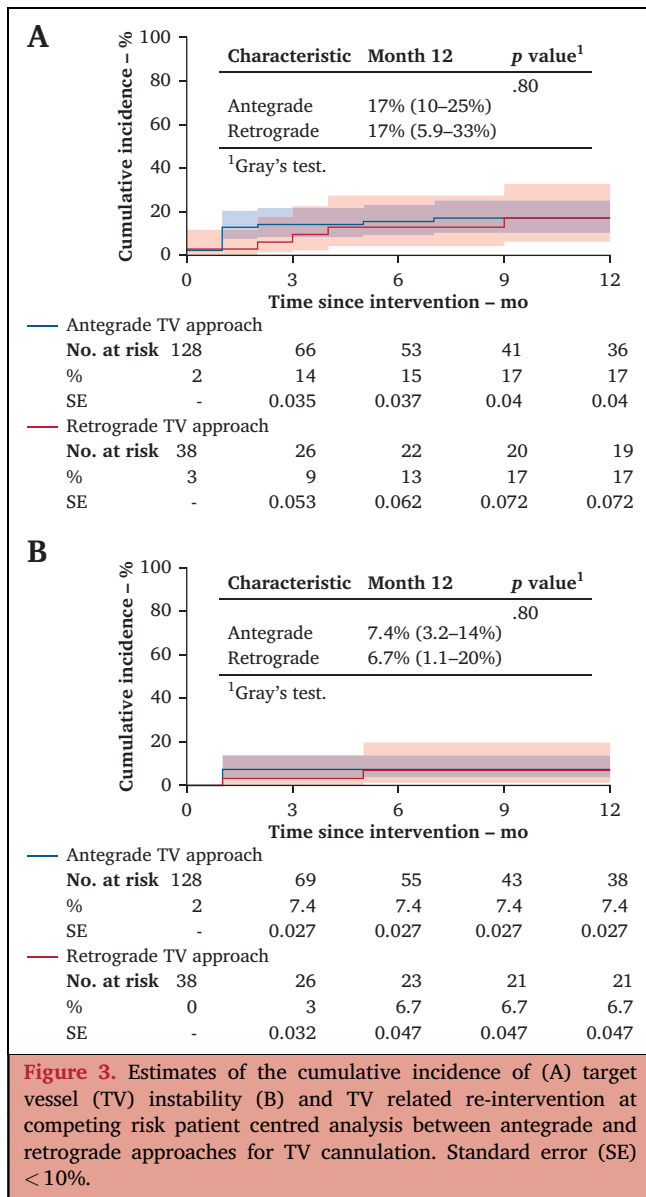 A
Cumulative incidence – %
100
80
60
40
20
0
Characteristic Month 12 p value¹
.80
Antegrade 17% (10–25%)
Retrograde 17% (5.9–33%)
¹Gray's test.
0 3 6 9 12
Time since intervention – mo
Antegrade TV approach
No. at risk 128 66 53 41 36
% 2 14 15 17 17
SE - 0.035 0.037 0.04 0.04
Retrograde TV approach
No. at risk 38 26 22 20 19
% 3 9 13 17 17
SE - 0.053 0.062 0.072 0.072
B
Cumulative incidence – %
100
80
60
40
20
0
Characteristic Month 12 p value¹
.80
Antegrade 7.4% (3.2–14%)
Retrograde 6.7% (1.1–20%)
¹Gray's test.
0 3 6 9 12
Time since intervention – mo
Antegrade TV approach
No. at risk 128 69 55 43 38
% 2 7.4 7.4 7.4 7.4
SE - 0.027 0.027 0.027 0.027
Retrograde TV approach
No. at risk 38 26 23 21 21
% 0 3 6.7 6.7 6.7
SE - 0.032 0.047 0.047 0.047
Figure 3. Estimates of the cumulative incidence of (A) target
vessel (TV) instability (B) and TV related re-intervention at
competing risk patient centred analysis between antegrade and
retrograde approaches for TV cannulation. Standard error (SE)
< 10%.